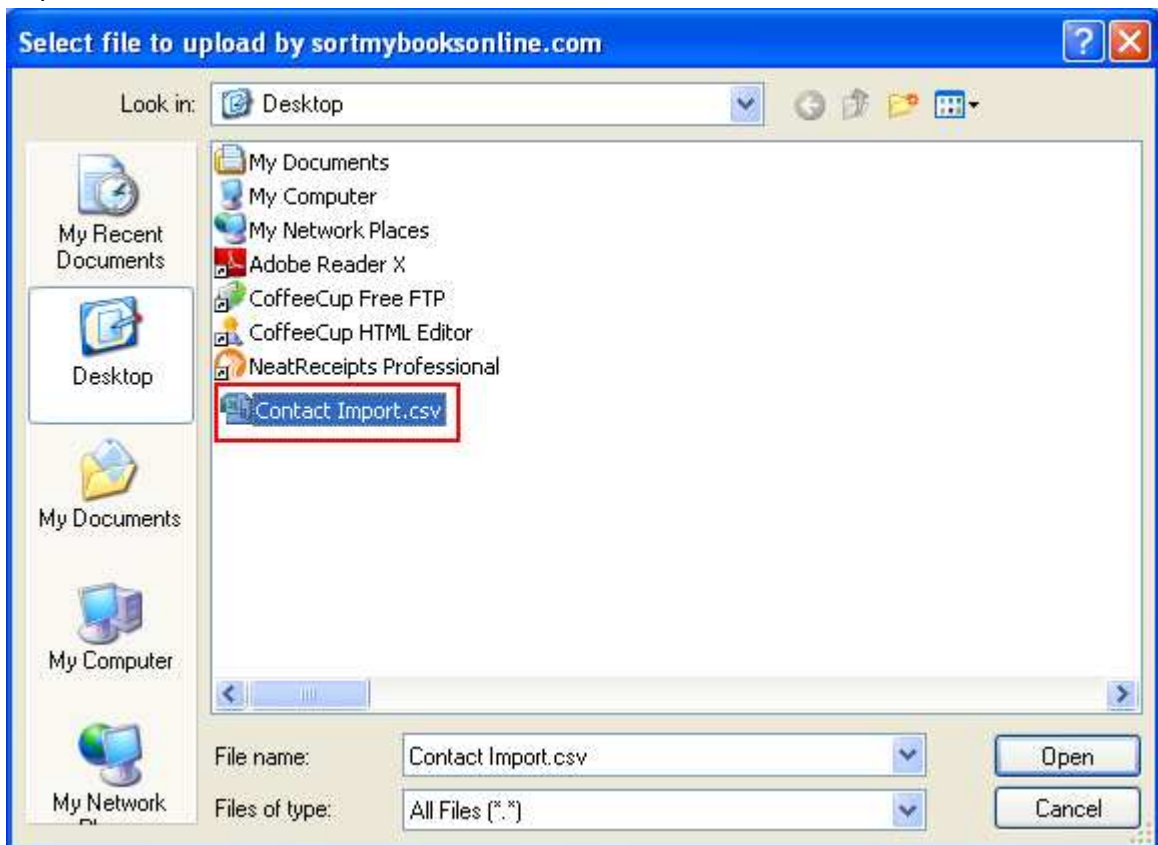 Select file to upload by sortmybooksonline.com
Look in: Desktop
My Recent
Documents
Desktop
My Documents
My Computer
My Network
My Documents
My Computer
My Network Places
Adobe Reader X
CoffeeCup Free FTP
CoffeeCup HTML Editor
NeatReceipts Professional
Contact Import.csv
File name: Contact Import.csv Open
Files of type: All Files (*.*) Cancel